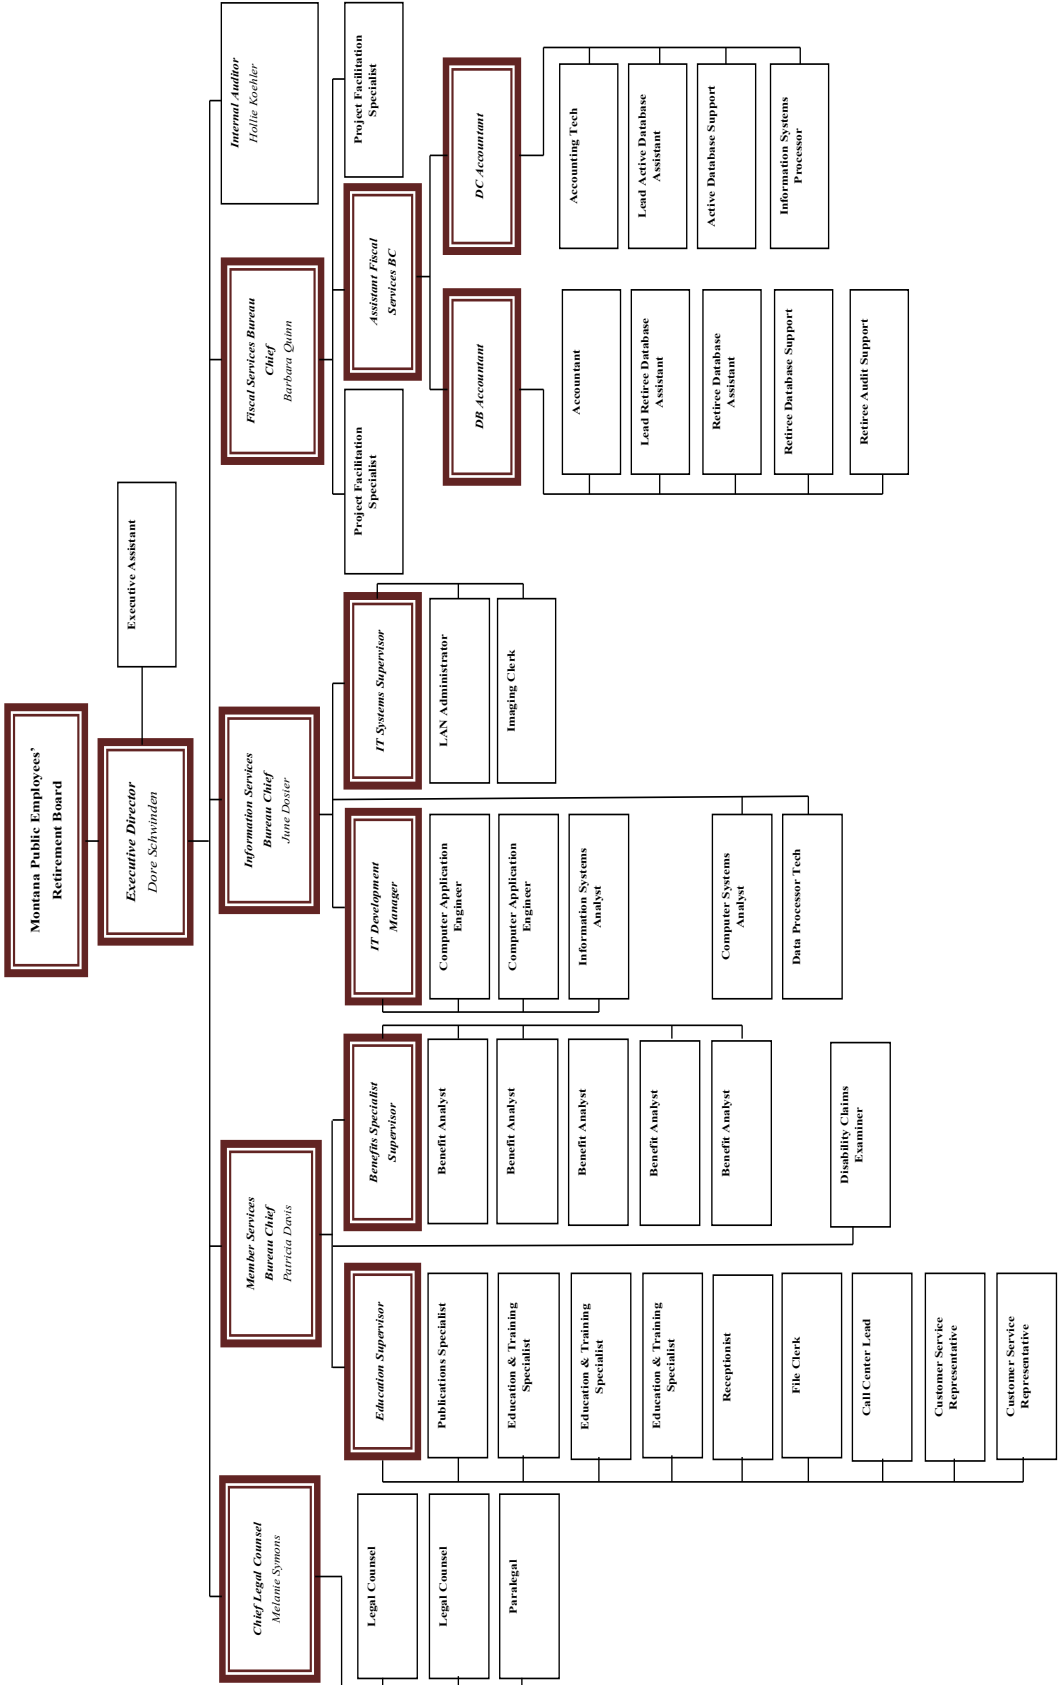 Montana Public Employees’
Retirement Board
Executive Director
Dore Schwinden
Executive Assistant
Chief Legal Counsel
Melanie Symons
Legal Counsel
Legal Counsel
Paralegal
Member Services
Bureau Chief
Patricia Davis
Education Supervisor
Publications Specialist
Education & Training
Specialist
Education & Training
Specialist
Education & Training
Specialist
Receptionist
File Clerk
Call Center Lead
Customer Service
Representative
Customer Service
Representative
Benefits Specialist
Supervisor
Benefit Analyst
Benefit Analyst
Benefit Analyst
Benefit Analyst
Benefit Analyst
Disability Claims
Examiner
Information Services
Bureau Chief
June Dosier
IT Development
Manager
Computer Application
Engineer
Computer Application
Engineer
Information Systems
Analyst
Computer Systems
Analyst
Data Processor Tech
IT Systems Supervisor
LAN Administrator
Imaging Clerk
Fiscal Services Bureau
Chief
Barbara Quinn
Project Facilitation
Specialist
Assistant Fiscal
Services BC
Project Facilitation
Specialist
DB Accountant
Accountant
Lead Retiree Database
Assistant
Retiree Database
Assistant
Retiree Database Support
Retiree Audit Support
DC Accountant
Accounting Tech
Lead Active Database
Assistant
Active Database Support
Information Systems
Processor
Internal Auditor
Hollie Koehler